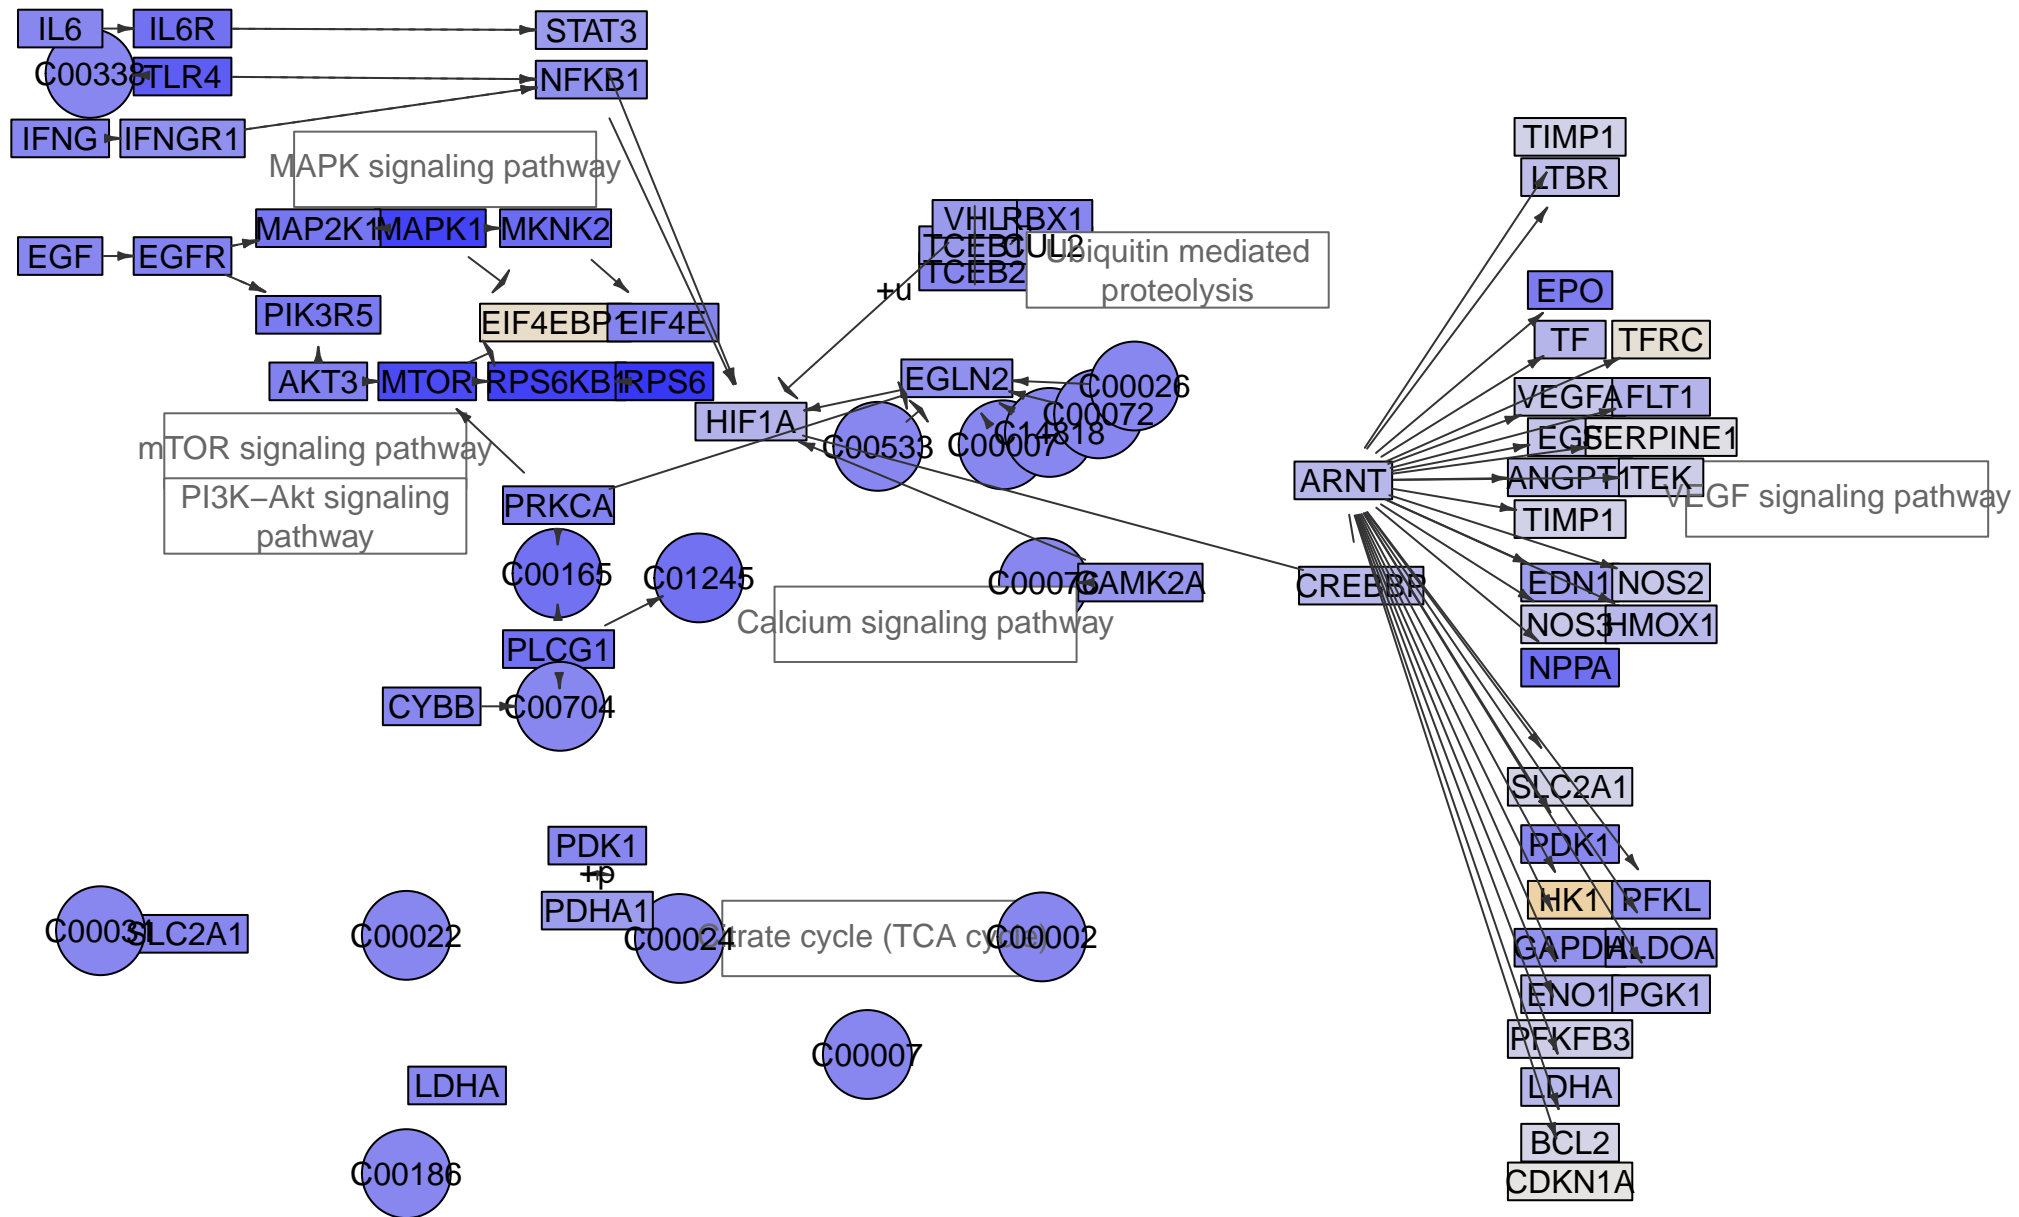 IL6
IL6R
STAT3
C00338
TLR4
NFKB1
IFNG
IFNGR1
MAPK signaling pathway
TIMP1
LTBR
MAP2K1
MAPK1
MKNK2
VHL
RBX1
TCEB1
CUL2
TCEB2
Ubiquitin mediated
proteolysis
EGF
EGFR
+u
EPO
PIK3R5
EIF4EBP1
EIF4E
TF
TFRC
AKT3
MTOR
RPS6KB1
RPS6
EGLN2
C00026
C00072
C14818
C00007
C00533
HIF1A
VEGFA
FLT1
EGF
SERPINE1
mTOR signaling pathway
PI3K−Akt signaling
pathway
ARNT
ANGPT1
TEK
VEGF signaling pathway
PRKCA
TIMP1
C00165
C01245
C00076
CAMK2A
CREBBP
EDN1
NOS2
Calcium signaling pathway
NOS3
HMOX1
PLCG1
NPPA
CYBB
C00704
SLC2A1
PDK1
+p
PDK1
PDHA1
HK1
PFKL
C00031
SLC2A1
C00022
C00024
Citrate cycle (TCA cycle)
C00002
GAPDH
ALDOA
ENO1
PGK1
C00007
PFKFB3
LDHA
LDHA
BCL2
C00186
CDKN1A